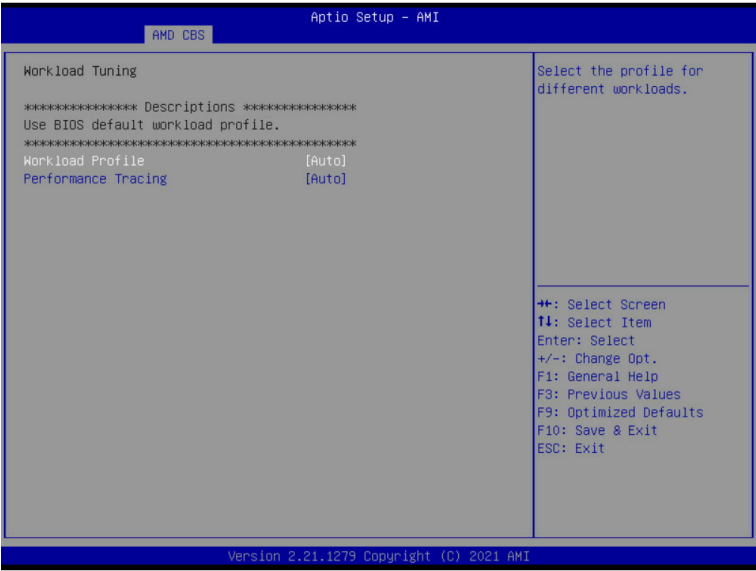 Aptio Setup – AMI
AMD CBS
Workload Tuning
*************** Descriptions ***************
Use BIOS default workload profile.
********************************************
Workload Profile [Auto]
Performance Tracing [Auto]
Select the profile for
different workloads.
→←: Select Screen
↑↓: Select Item
Enter: Select
+/-: Change Opt.
F1: General Help
F3: Previous Values
F9: Optimized Defaults
F10: Save & Exit
ESC: Exit
Version 2.21.1279 Copyright (C) 2021 AMI